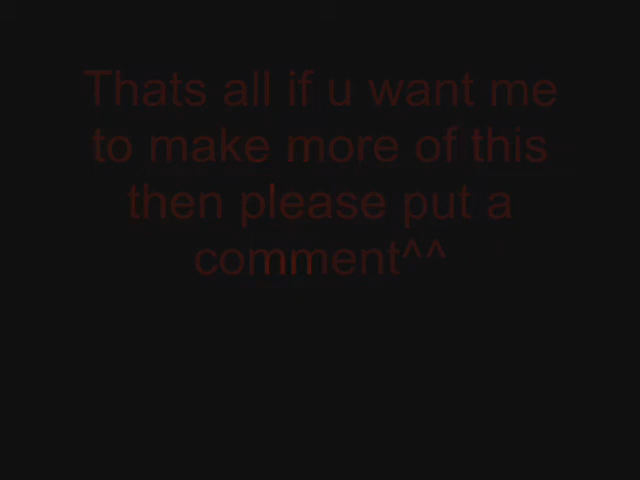 Thats all if u want me
to make more of this
then please put a
comment^^